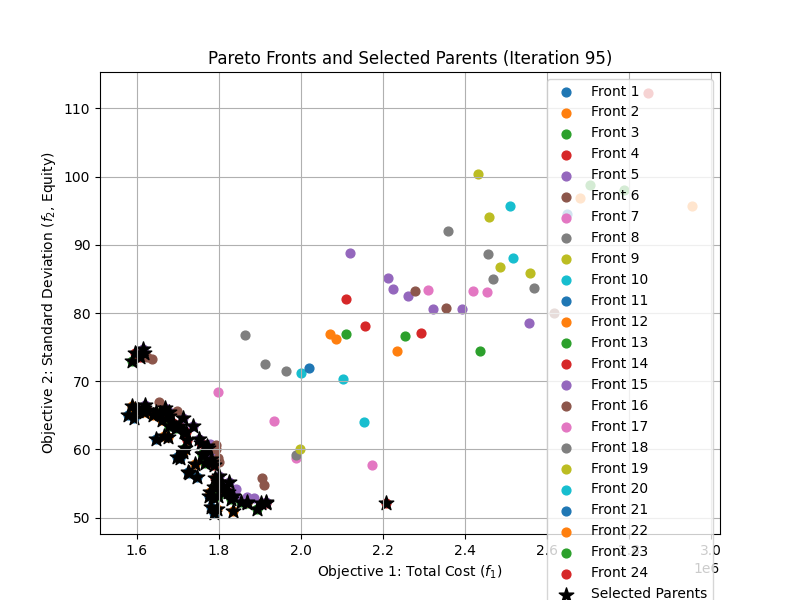 Pareto Fronts and Selected Parents (Iteration 95)
Objective 2: Standard Deviation (f₂, Equity)
110
100
90
80
70
60
50
1.6
1.8
2.0
2.2
2.4
2.6
3.0
1e6
Objective 1: Total Cost (f₁)
Front 1
Front 2
Front 3
Front 4
Front 5
Front 6
Front 7
Front 8
Front 9
Front 10
Front 11
Front 12
Front 13
Front 14
Front 15
Front 16
Front 17
Front 18
Front 19
Front 20
Front 21
Front 22
Front 23
Front 24
Selected Parents